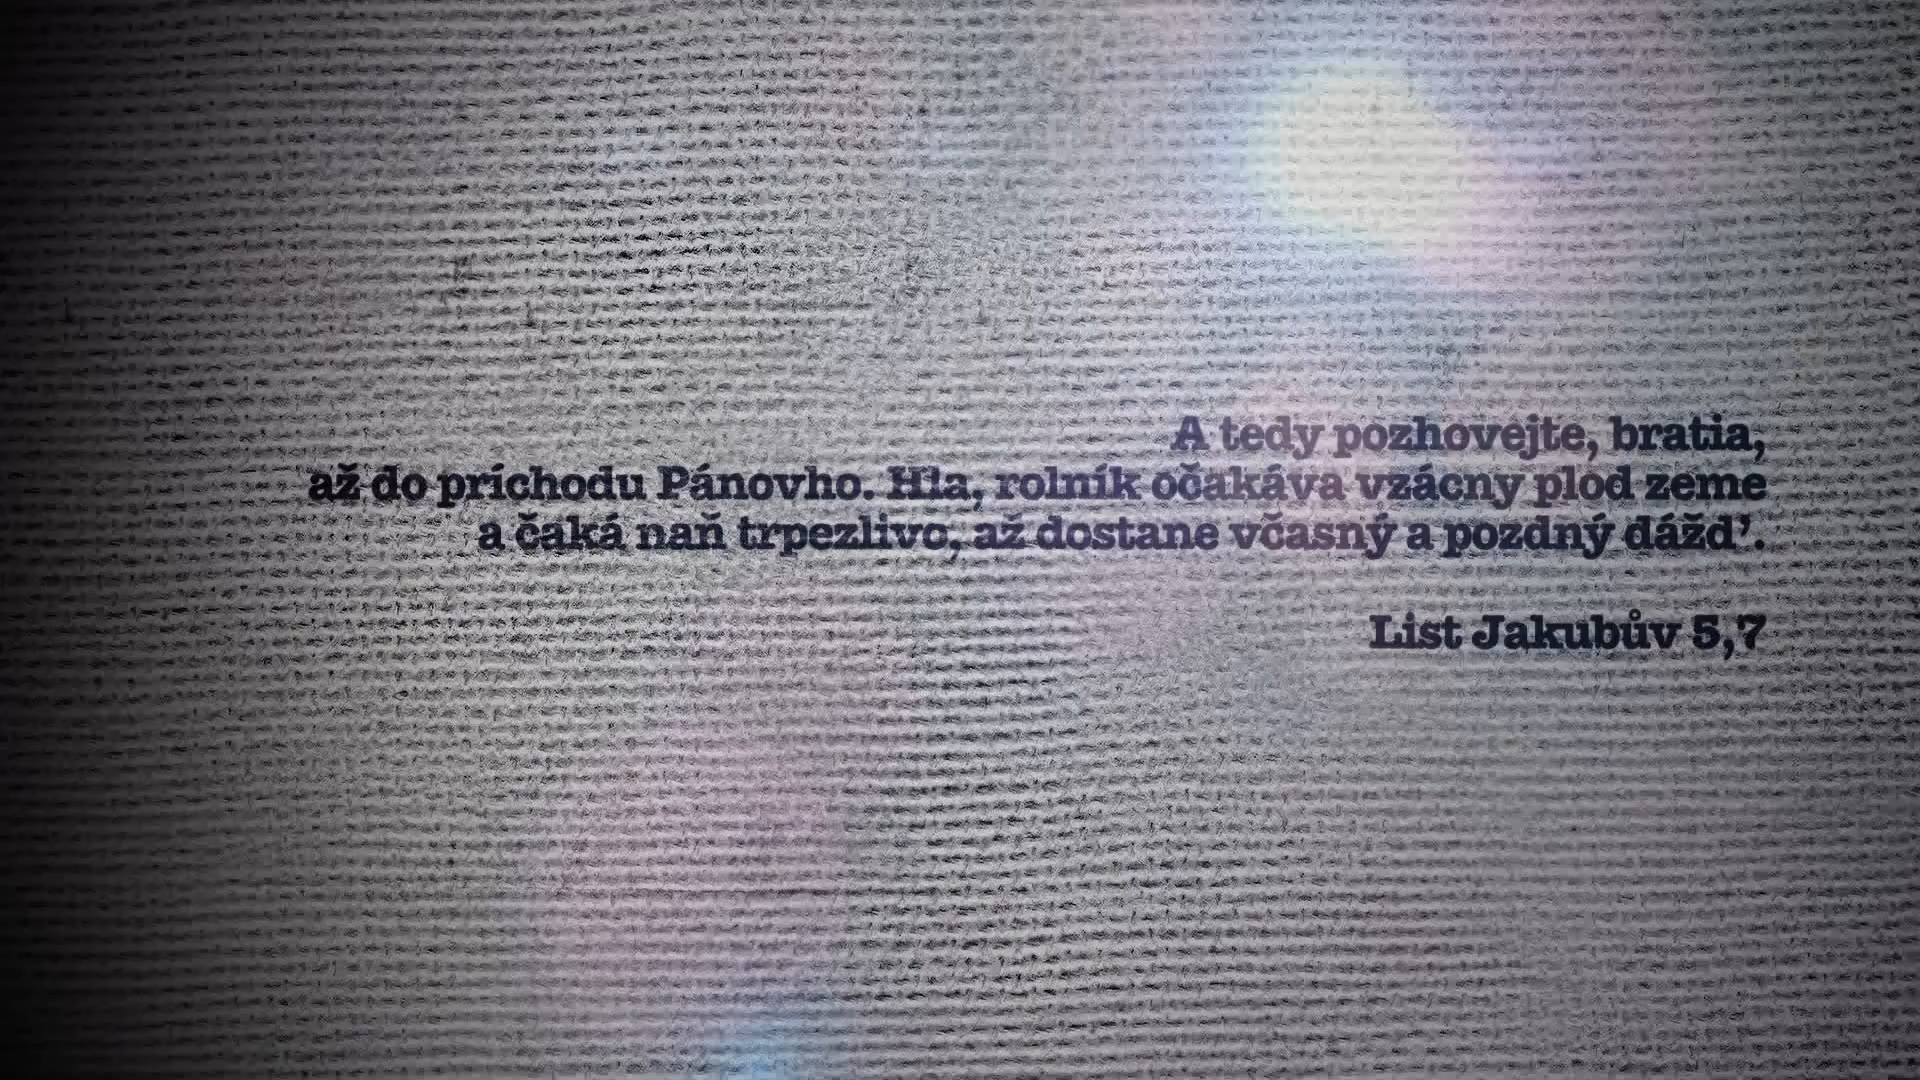 A tedy pozhovejte, bratia,
až do príchodu Pánovho. Hľa, rolník očakáva vzácny plod zeme
a čaká naň trpezlivo, až dostane včasný a pozdný dážď.
List Jakubův 5,7